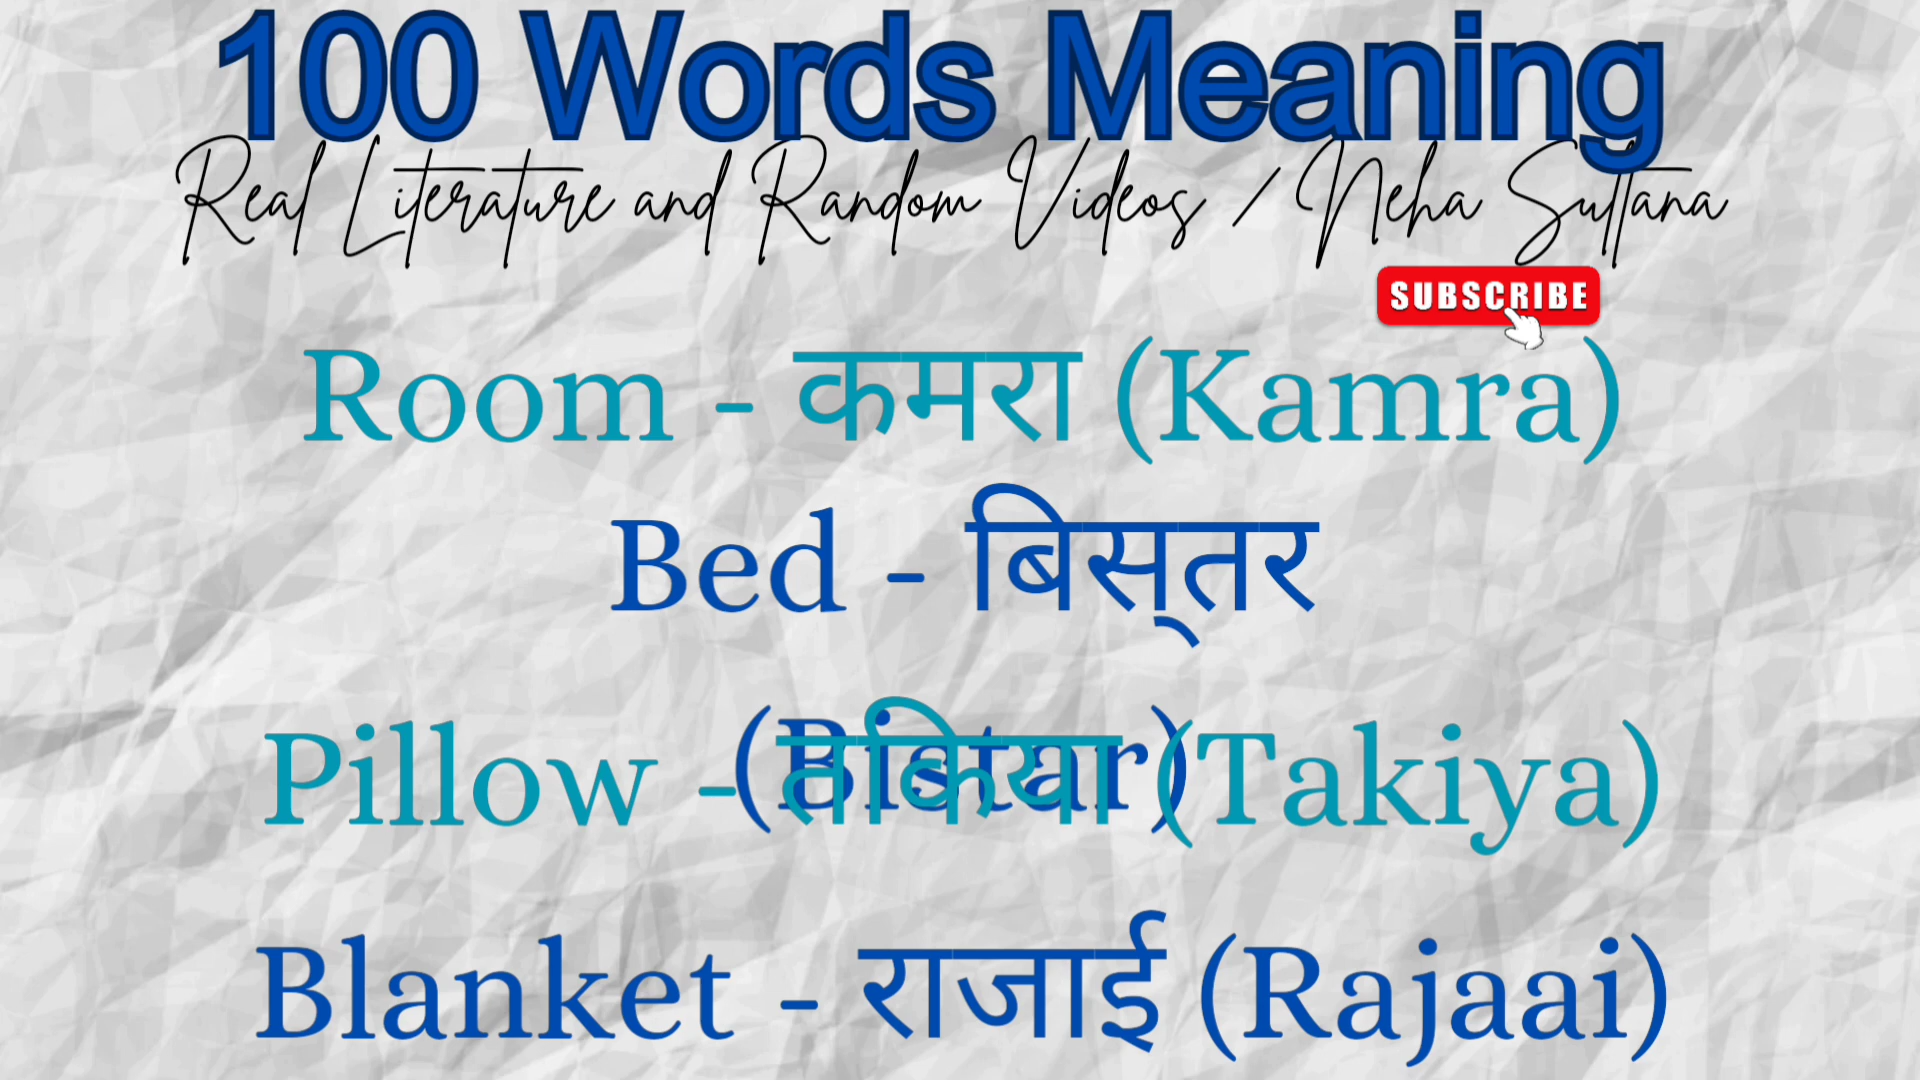 100 Words Meaning
Real Literature and Random Videos / Neha Sultana
SUBSCRIBE
Room - कमरा (Kamra)
Bed - बिस्‌तर
(Bistar)
Pillow - तकिया (Takiya)
Blanket - राजाई (Rajaai)